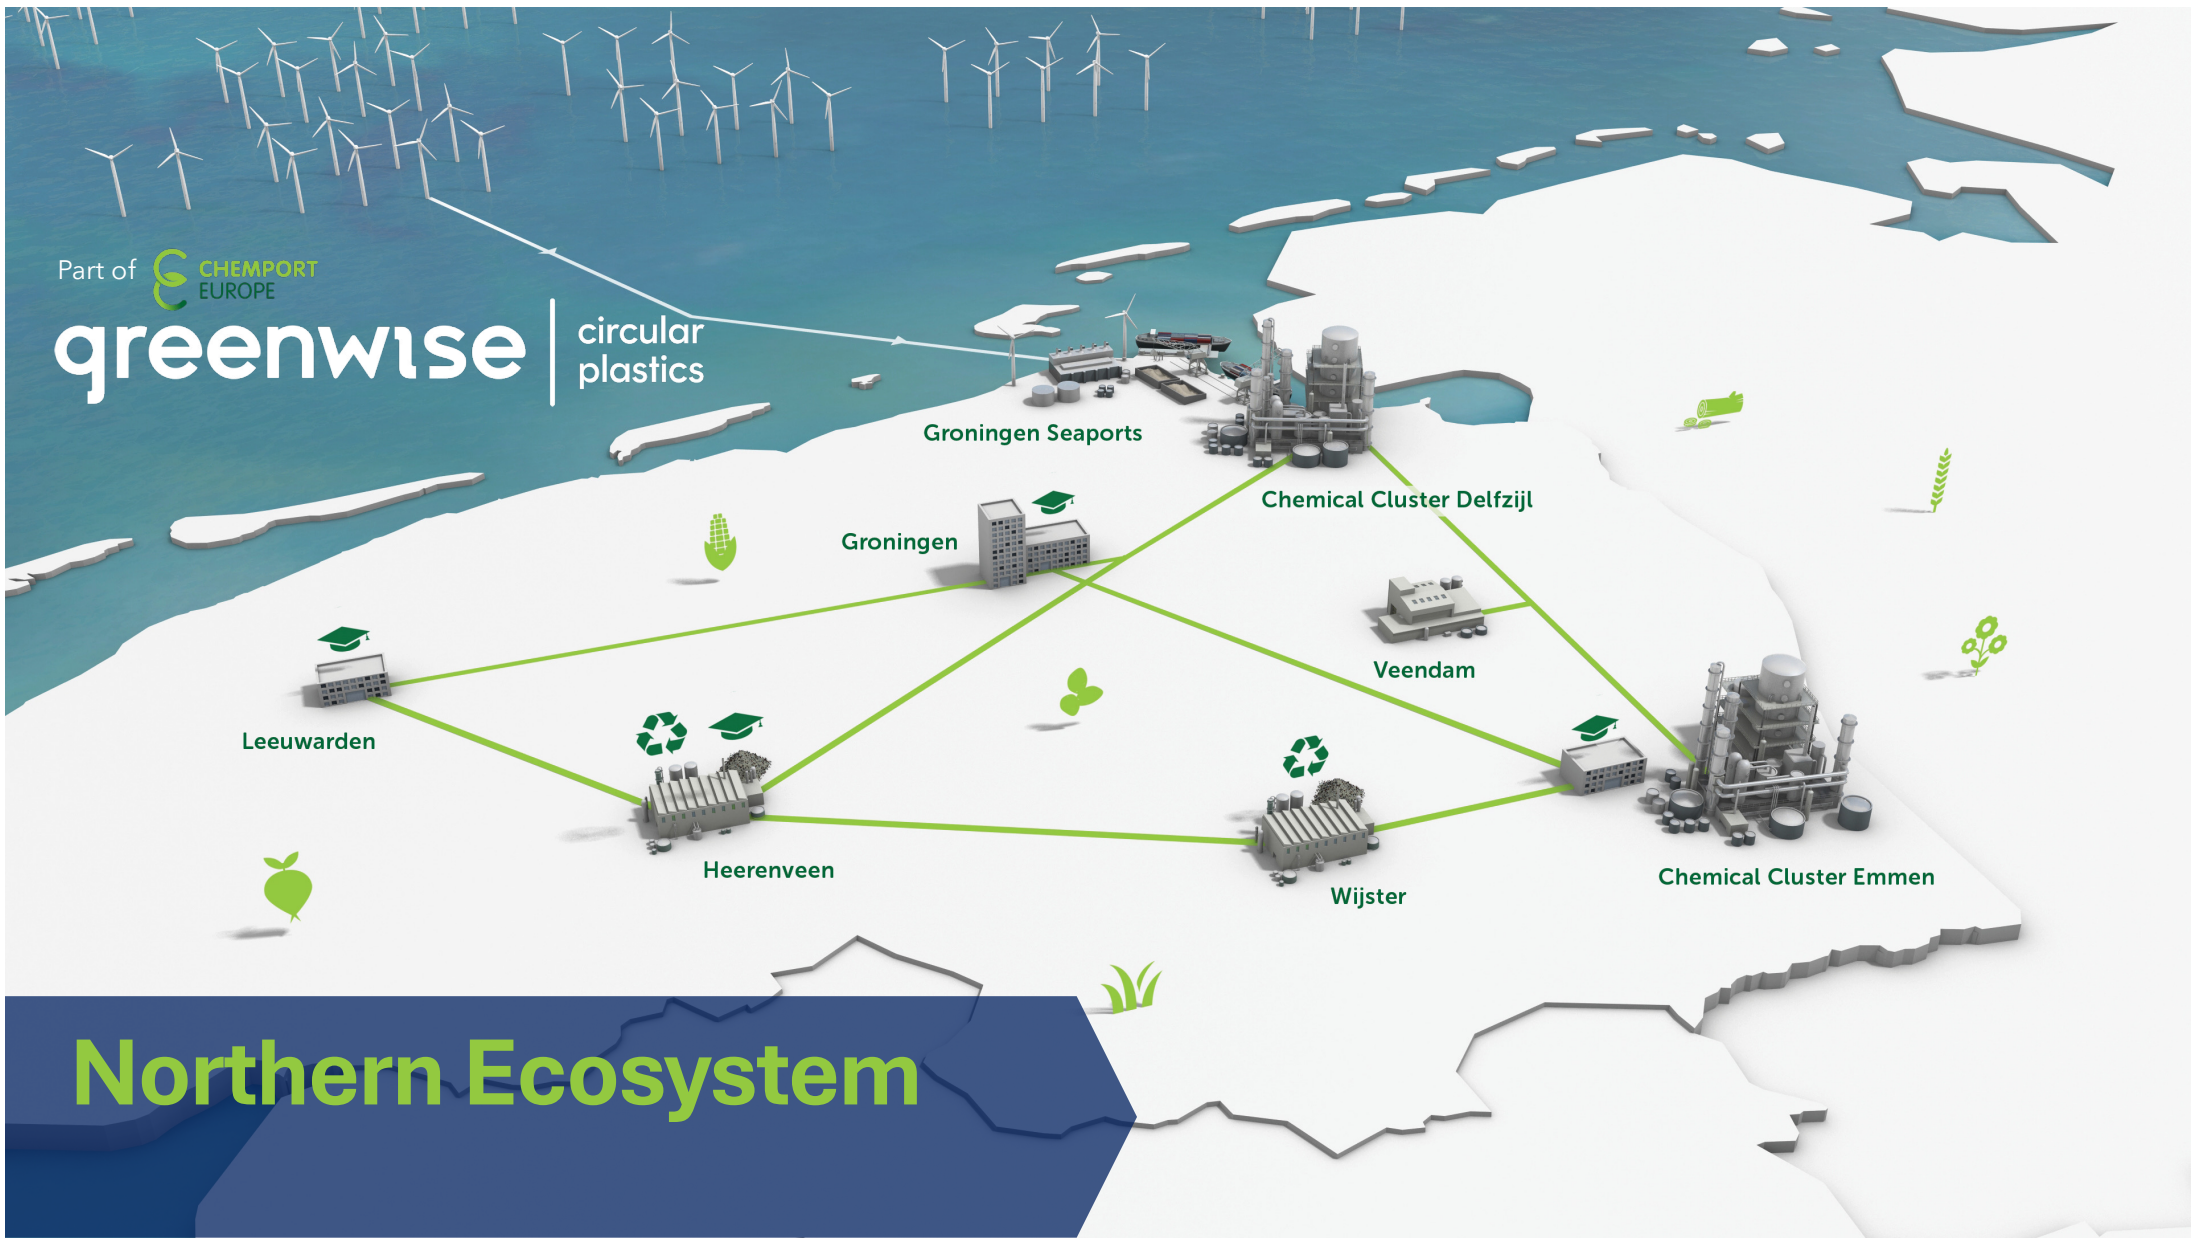 Part of CHEMPORT
EUROPE
greenwise
circular
plastics
Groningen Seaports
Chemical Cluster Delfzijl
Groningen
Veendam
Leeuwarden
Heerenveen
Wijster
Chemical Cluster Emmen
Northern Ecosystem